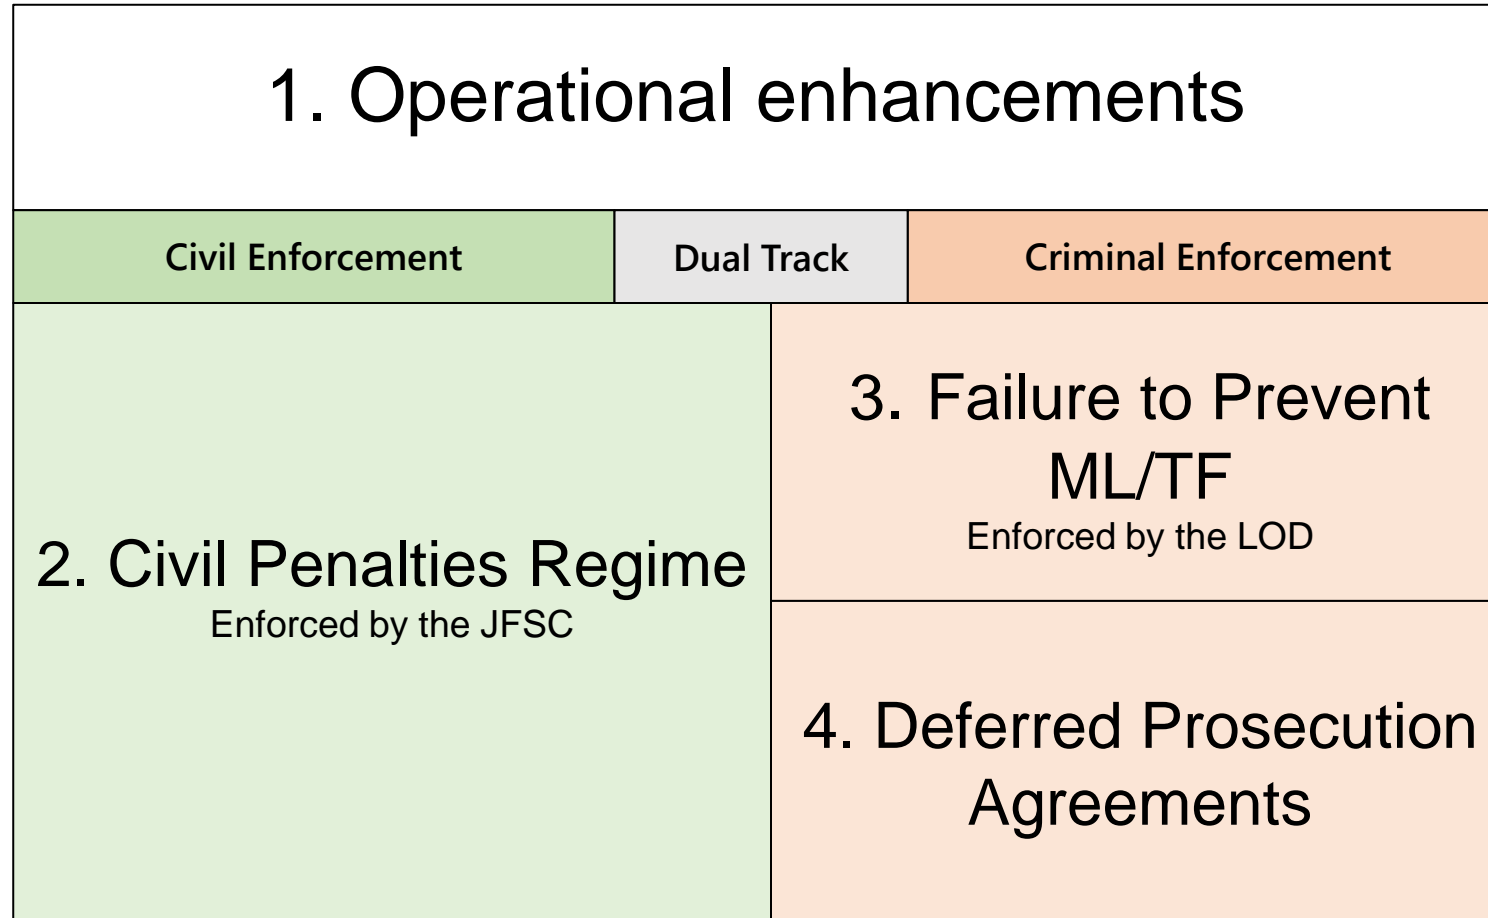 1. Operational enhancements
Civil Enforcement
Dual Track
Criminal Enforcement
2. Civil Penalties Regime
Enforced by the JFSC
3. Failure to Prevent
ML/TF
Enforced by the LOD
4. Deferred Prosecution
Agreements